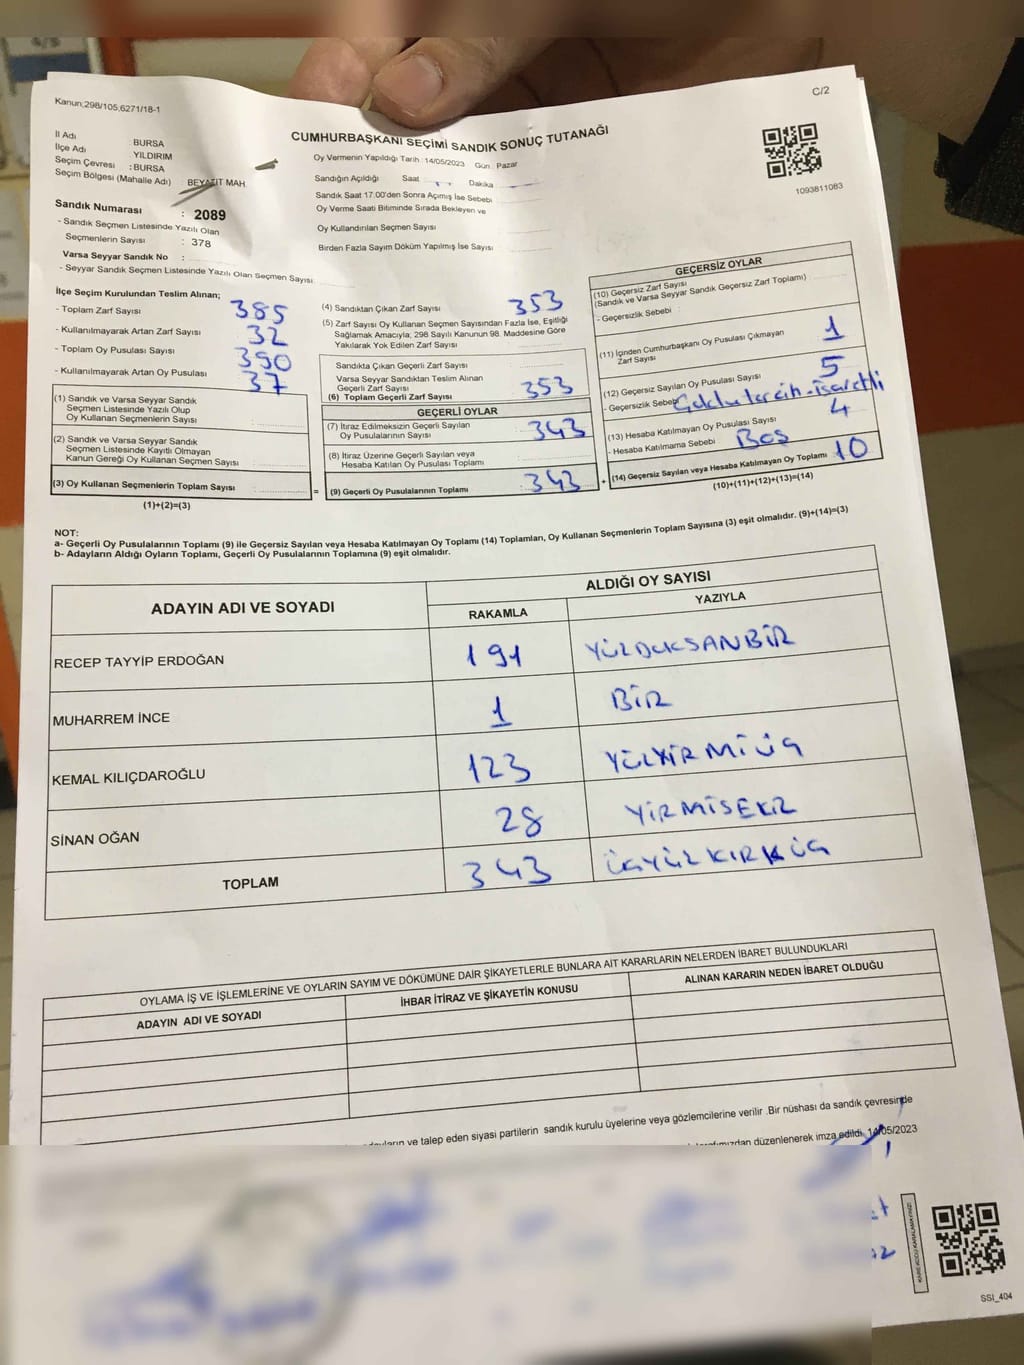 Kanun;298/105,6271/18-1
C/2
CUMHURBAŞKANI SEÇİMİ SANDIK SONUÇ TUTANAĞI
İl Adı : BURSA
İlçe Adı YILDIRIM
Seçim Çevresi : BURSA
Seçim Bölgesi (Mahalle Adı) : BEYAZIT MAH.
Sandık Numarası : 2089
- Sandık Seçmen Listesinde Yazılı Olan
Seçmenlerin Sayısı : 378
Varsa Seyyar Sandık No :
- Seyyar Sandık Seçmen Listesinde Yazılı Olan Seçmen Sayısı:
Oy Vermenin Yapıldığı Tarih : 14/05/2023 Gün : Pazar
Sandığın Açıldığı Saat Dakika
Sandık Saat 17:00'den Sonra Açımış İse Sebebi
Oy Verme Saati Bitiminde Sırada Bekleyen ve
Oy Kullandırılan Seçmen Sayısı
Birden Fazla Sayım Döküm Yapılmış İse Sayısı
1093811083
İlçe Seçim Kurulundan Teslim Alınan;
- Toplam Zarf Sayısı : 385
- Kullanılmayarak Artan Zarf Sayısı : 32
- Toplam Oy Pusulası Sayısı : 390
- Kullanılmayarak Artan Oy Pusulası : 37
(1) Sandık ve Varsa Seyyar Sandık
Seçmen Listesinde Yazılı Olup
Oy Kullanan Seçmenlerin Sayısı :
(2) Sandık ve Varsa Seyyar Sandık
Seçmen Listesinde Kayıtlı Olmayan
Kanun Gereği Oy Kullanan Seçmen Sayısı :
(3) Oy Kullanan Seçmenlerin Toplam Sayısı :
(1)+(2)=(3)
(4) Sandıktan Çıkan Zarf Sayısı : 353
(5) Zarf Sayısı Oy Kullanan Seçmen Sayısından Fazla İse, Eşitliği
Sağlamak Amacıyla; 298 Sayılı Kanunun 98. Maddesine Göre
Yakılarak Yok Edilen Zarf Sayısı :
Sandıkta Çıkan Geçerli Zarf Sayısı
Varsa Seyyar Sandıktan Teslim Alınan
Geçerli Zarf Sayısı
(6) Toplam Geçerli Zarf Sayısı : 353
GEÇERLİ OYLAR
(7) İtiraz Edilmeksizin Geçerli Sayılan
Oy Pusulalarının Sayısı : 343
(8) İtiraz Üzerine Geçerli Sayılan veya
Hesaba Katılan Oy Pusulası Toplamı :
= (9) Geçerli Oy Pusulalarının Toplamı : 343
GEÇERSİZ OYLAR
(10) Geçersiz Zarf Sayısı
(Sandık ve Varsa Seyyar Sandık Geçersiz Zarf Toplamı)
- Geçersizlik Sebebi :
(11) İçinden Cumhurbaşkanı Oy Pusulası Çıkmayan
Zarf Sayısı 1
(12) Geçersiz Sayılan Oy Pusulası Sayısı 5
- Geçersizlik Sebebi
(13) Hesaba Katılmayan Oy Pusulası Sayısı 4
- Hesaba Katılmama Sebebi : Boş
+ (14) Geçersiz Sayılan veya Hesaba Katılmayan Oy Toplamı 10
(10)+(11)+(12)+(13)=(14)
NOT:
a- Geçerli Oy Pusulalarının Toplamı (9) ile Geçersiz Sayılan veya Hesaba Katılmayan Oy Toplamı (14) Toplamları, Oy Kullanan Seçmenlerin Toplam Sayısına (3) eşit olmalıdır. (9)+(14)=(3)
b- Adayların Aldığı Oyların Toplamı, Geçerli Oy Pusulalarının Toplamına (9) eşit olmalıdır.
ADAYIN ADI VE SOYADI
ALDIĞI OY SAYISI
RAKAMLA YAZIYLA
RECEP TAYYİP ERDOĞAN 191 YÜZDOKSANBİR
MUHARREM İNCE 1 BİR
KEMAL KILIÇDAROĞLU 123 YÜZYİRMİÜÇ
SİNAN OĞAN 28 YİRMİSEKİZ
TOPLAM 343 ÜÇYÜZKIRKÜÇ
OYLAMA İŞ VE İŞLEMLERİNE VE OYLARIN SAYIM VE DÖKÜMÜNE DAİR ŞİKAYETLERLE BUNLARA AİT KARARLARIN NELERDEN İBARET BULUNDUKLARI
ADAYIN ADI VE SOYADI İHBAR İTİRAZ VE ŞİKAYETİN KONUSU ALINAN KARARIN NEDEN İBARET OLDUĞU
ve talep eden siyasi partilerin sandık kurulu üyelerine veya gözlemcilerine verilir .Bir nüshası da sandık çevresinde
düzenlenerek imza edildi. 14/05/2023
SSI_404